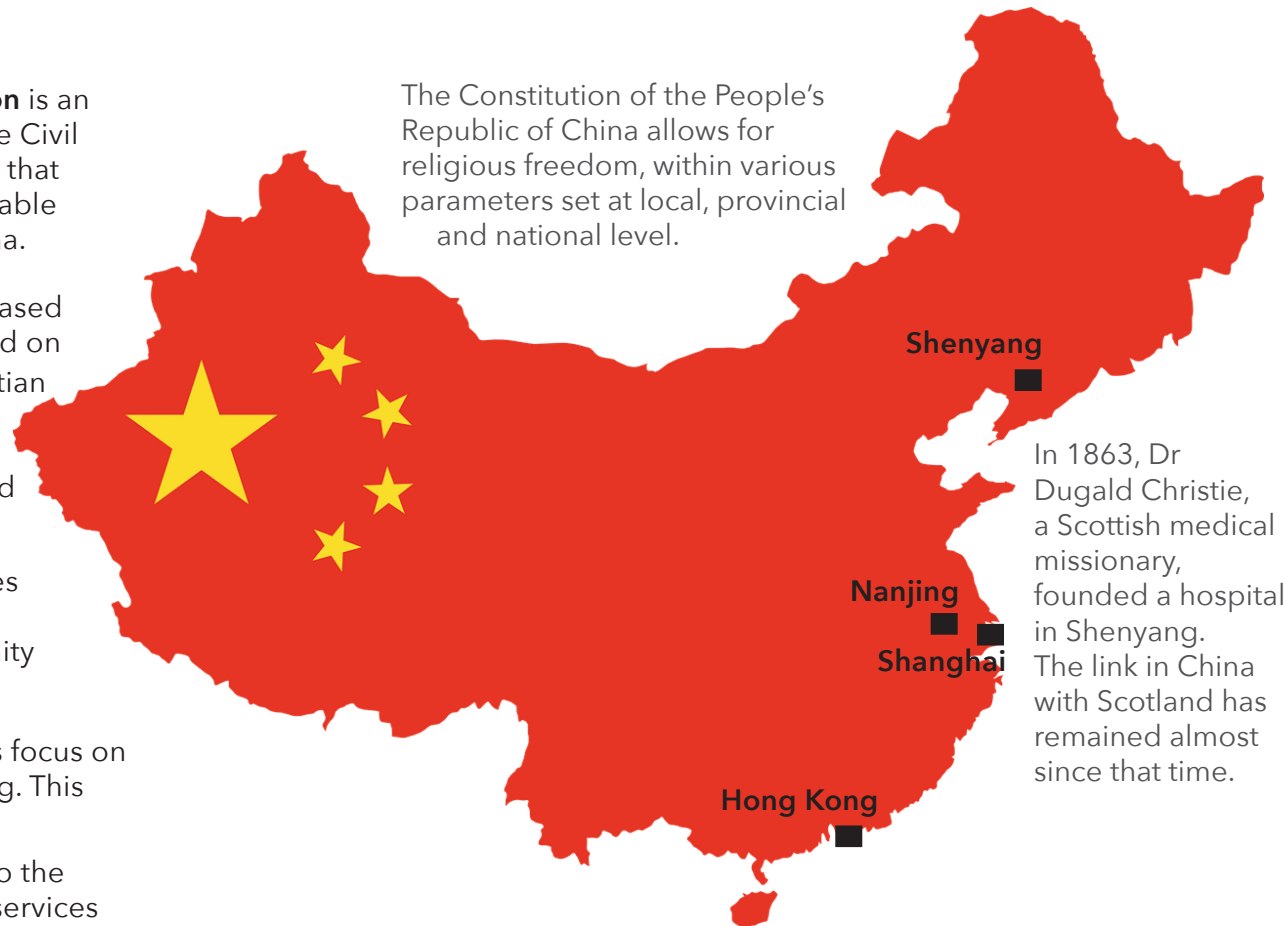 on is an
e Civil
that
able
a.
ased
d on
tian
d
es
ity
s focus on
g. This
o the
services
The Constitution of the People's
Republic of China allows for
religious freedom, within various
parameters set at local, provincial
and national level.
Shenyang
In 1863, Dr
Dugald Christie,
a Scottish medical
missionary,
founded a hospital
in Shenyang.
The link in China
with Scotland has
remained almost
since that time.
Nanjing
Shanghai
Hong Kong